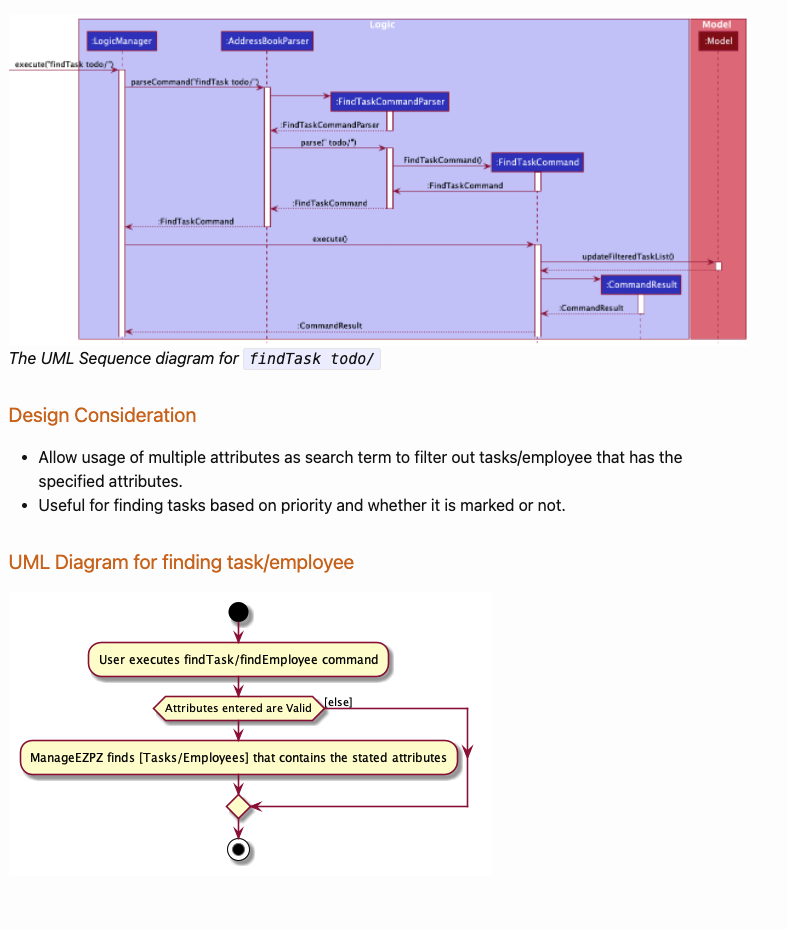 Logic
Model
:LogicManager
:AddressBookParser
:Model
execute("findTask todo/")
parseCommand("findTask todo/")
:FindTaskCommandParser
:FindTaskCommandParser
parse(" todo/")
FindTaskCommand()
:FindTaskCommand
:FindTaskCommand
:FindTaskCommand
:FindTaskCommand
execute()
updateFilteredTaskList()
:CommandResult
:CommandResult
:CommandResult
The UML Sequence diagram for findTask todo/
Design Consideration
• Allow usage of multiple attributes as search term to filter out tasks/employee that has the
specified attributes.
• Useful for finding tasks based on priority and whether it is marked or not.
UML Diagram for finding task/employee
User executes findTask/findEmployee command
Attributes entered are Valid
[else]
ManageEZPZ finds [Tasks/Employees] that contains the stated attributes